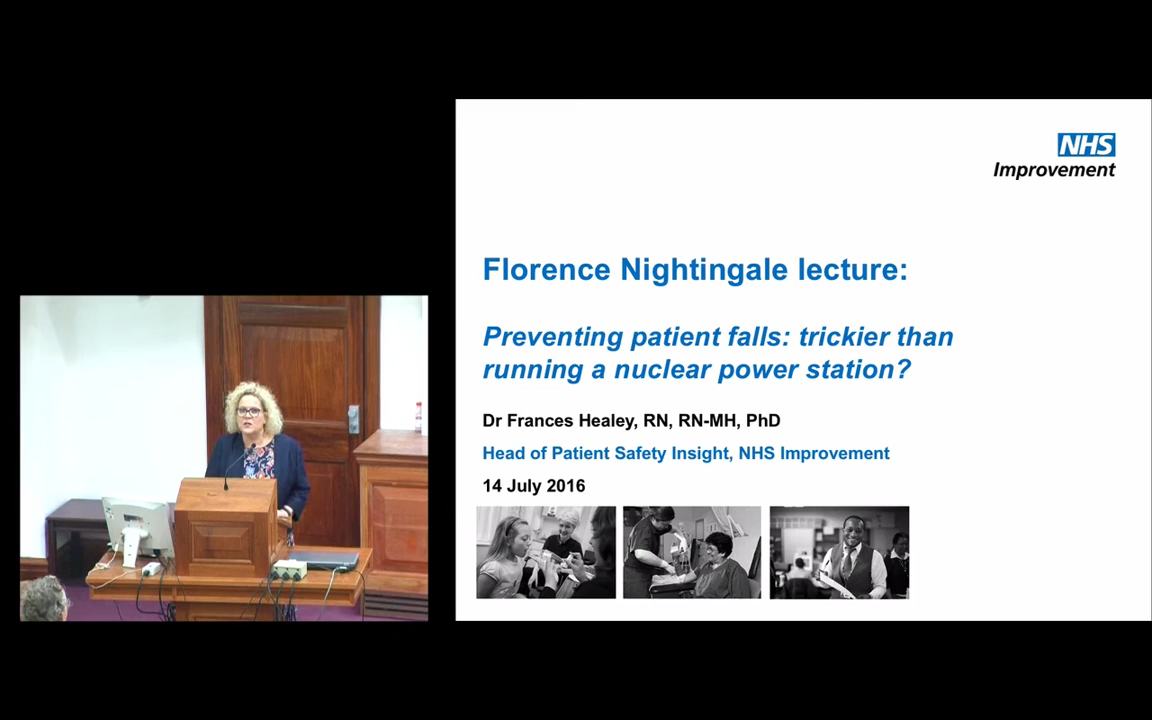 NHS
Improvement
Florence Nightingale lecture:
Preventing patient falls: trickier than
running a nuclear power station?
Dr Frances Healey, RN, RN-MH, PhD
Head of Patient Safety Insight, NHS Improvement
14 July 2016